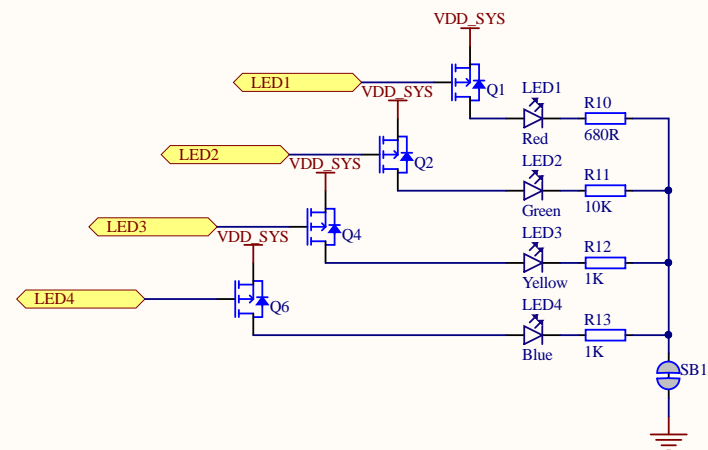 VDD_SYS
LED1
Q1
LED1
Red
R10
680R
VDD_SYS
LED2
Q2
LED2
Green
R11
10K
VDD_SYS
LED3
Q4
LED3
Yellow
R12
1K
VDD_SYS
LED4
Q6
LED4
Blue
R13
1K
SB1